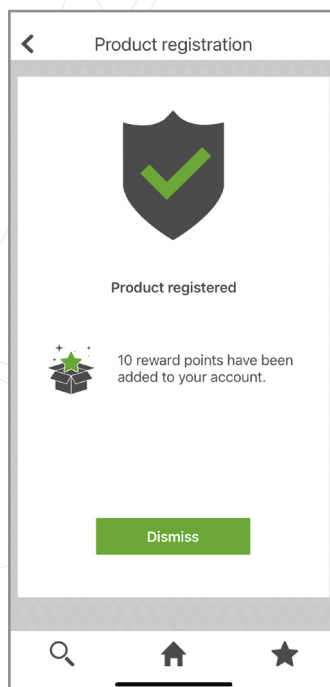 Product registration
Product registered
10 reward points have been
added to your account.
Dismiss